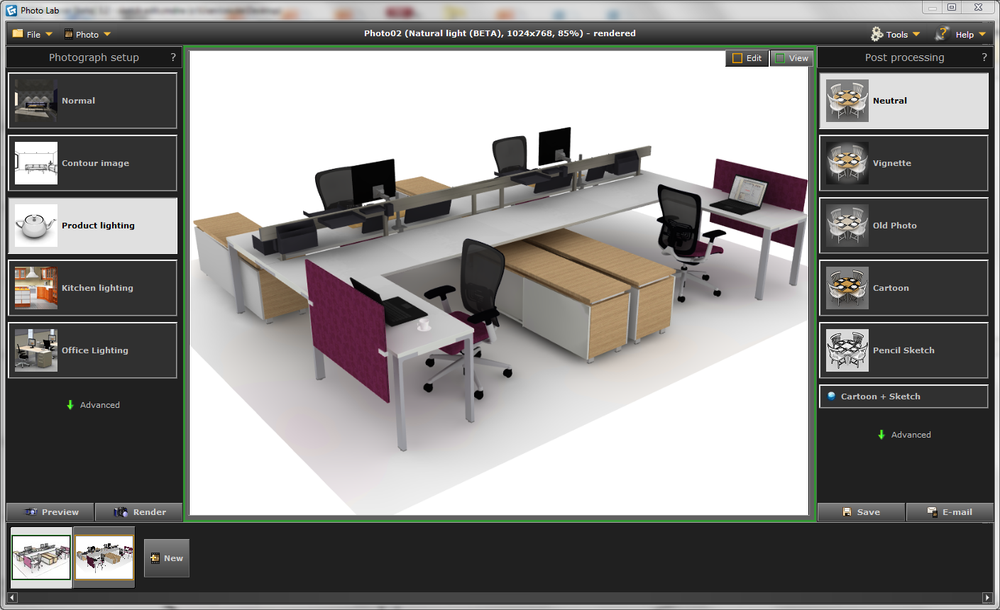 Photo Lab
File
Photo
Photo02 (Natural light (BETA), 1024x768, 85%) - rendered
Tools
Help
Photograph setup ?
Normal
Contour image
Product lighting
Kitchen lighting
Office Lighting
Advanced
Preview
Render
Edit
View
Post processing ?
Neutral
Vignette
Old Photo
Cartoon
Pencil Sketch
Cartoon + Sketch
Advanced
Save
E-mail
New